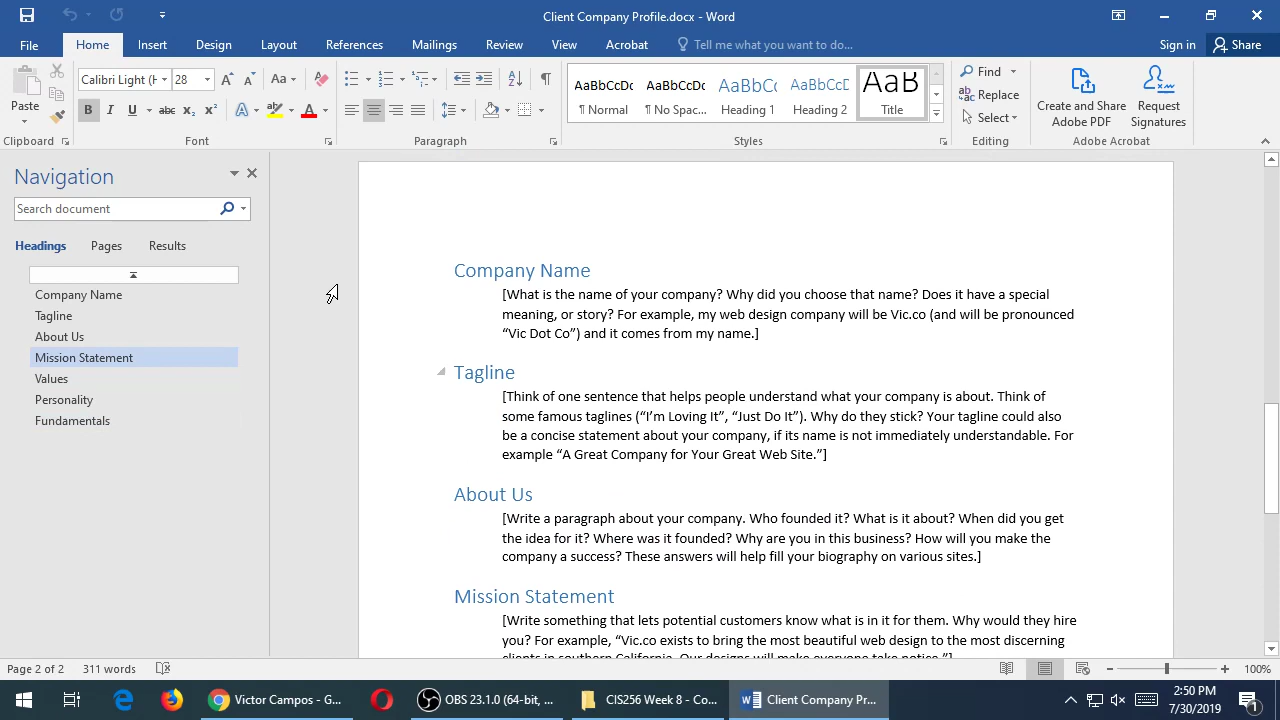 Client Company Profile.docx - Word
File Home Insert Design Layout References Mailings Review View Acrobat Tell me what you want to do... Sign in Share
Paste
Calibri Light (H 28 Aa
AaBbCcDc AaBbCcDc AaBbCc AaBbCcD AaB
¶ Normal ¶ No Spac... Heading 1 Heading 2 Title
Find
Replace
Select
Create and Share Adobe PDF
Request Signatures
Clipboard Font Paragraph Styles Editing Adobe Acrobat
Navigation
Search document
Headings Pages Results
Company Name
Tagline
About Us
Mission Statement
Values
Personality
Fundamentals
Company Name
[What is the name of your company? Why did you choose that name? Does it have a special
meaning, or story? For example, my web design company will be Vic.co (and will be pronounced
“Vic Dot Co”) and it comes from my name.]
Tagline
[Think of one sentence that helps people understand what your company is about. Think of
some famous taglines (“I’m Loving It”, “Just Do It”). Why do they stick? Your tagline could also
be a concise statement about your company, if its name is not immediately understandable. For
example “A Great Company for Your Great Web Site.”]
About Us
[Write a paragraph about your company. Who founded it? What is it about? When did you get
the idea for it? Where was it founded? Why are you in this business? How will you make the
company a success? These answers will help fill your biography on various sites.]
Mission Statement
[Write something that lets potential customers know what is in it for them. Why would they hire
you? For example, “Vic.co exists to bring the most beautiful web design to the most discerning
clients in southern California. Our designs will make everyone take notice.”]
Page 2 of 2 311 words 100%
Victor Campos - G... OBS 23.1.0 (64-bit, ... CIS256 Week 8 - Co... Client Company Pr... 2:50 PM
7/30/2019 1